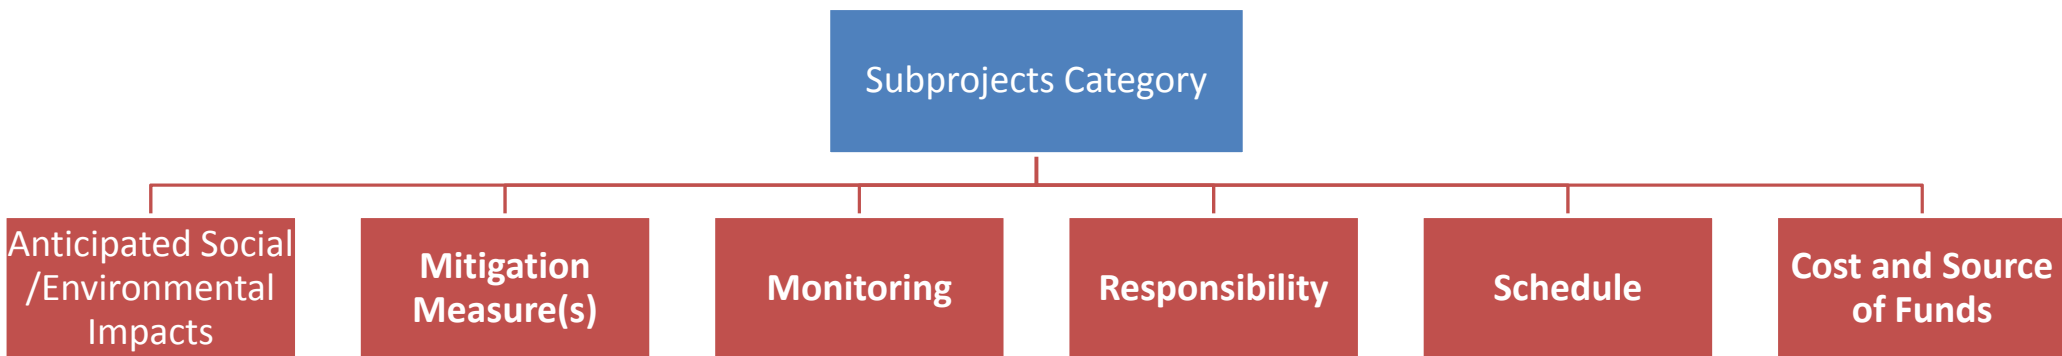 Subprojects Category
Anticipated Social
/Environmental
Impacts
Mitigation
Measure(s)
Monitoring
Responsibility
Schedule
Cost and Source
of Funds